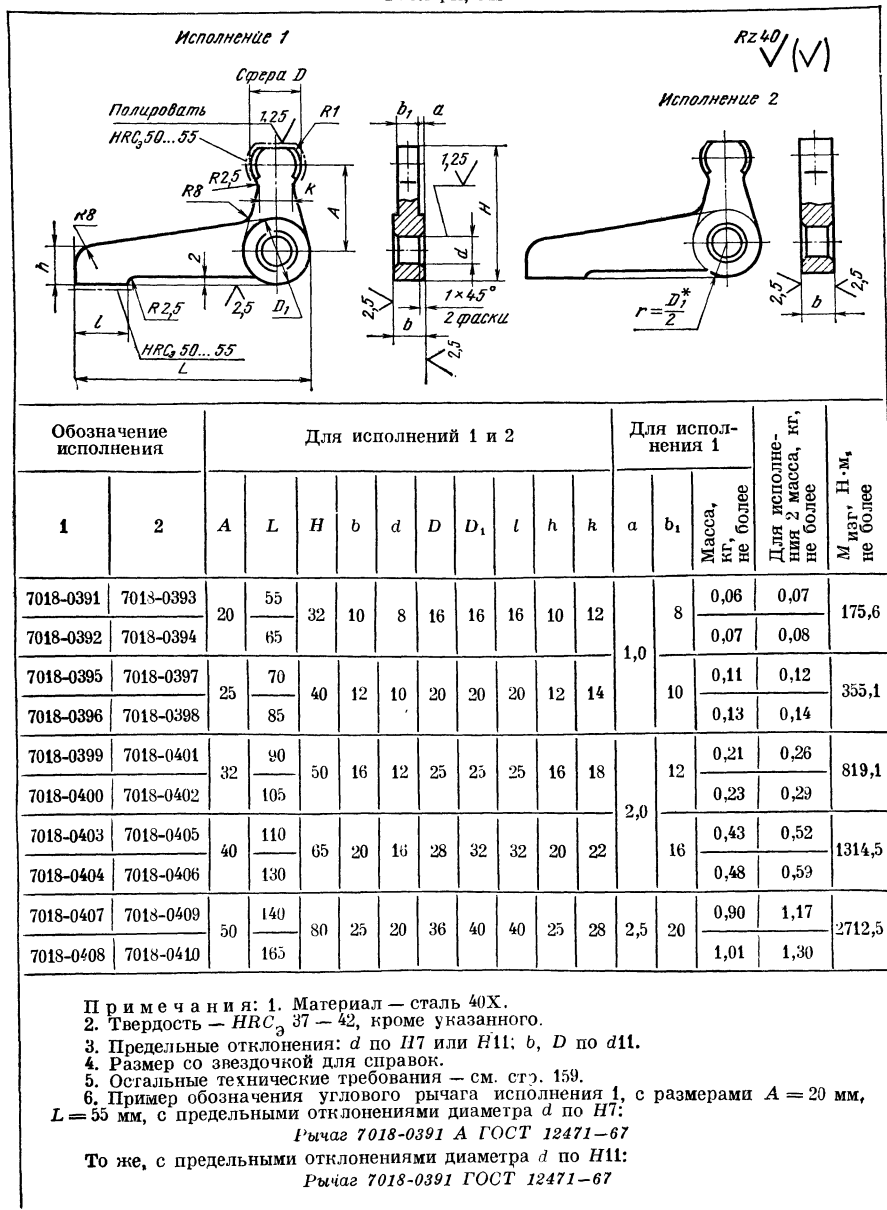 Исполнение 1
Rz40
Сфера D
Исполнение 2
Полировать
1,25
R1
b₁
a
HRCэ 50...55
R2,5
1,25
R8
к
A
H
R8
h
2
d
R2,5
2,5
D₁
2,5
1×45°
2 фаски
b
2,5
r = D₁*/2
2,5
2,5
b
l
HRCэ 50...55
L
Обозначение исполнения
Для исполнений 1 и 2
Для исполнения 1
Для исполнения 2 масса, кг, не более
M изг, Н·м, не более
1 2 A L H b d D D₁ l h k a b₁ Масса, кг, не более
7018-0391 7018-0393 20 55 32 10 8 16 16 16 10 12 1,0 8 0,06 0,07 175,6
7018-0392 7018-0394 65 0,07 0,08
7018-0395 7018-0397 25 70 40 12 10 20 20 20 12 14 10 0,11 0,12 355,1
7018-0396 7018-0398 85 0,13 0,14
7018-0399 7018-0401 32 90 50 16 12 25 25 25 16 18 2,0 12 0,21 0,26 819,1
7018-0400 7018-0402 105 0,23 0,29
7018-0403 7018-0405 40 110 65 20 16 28 32 32 20 22 16 0,43 0,52 1314,5
7018-0404 7018-0406 130 0,48 0,59
7018-0407 7018-0409 50 140 80 25 20 36 40 40 25 28 2,5 20 0,90 1,17 2712,5
7018-0408 7018-0410 165 1,01 1,30
Примечания: 1. Материал — сталь 40Х.
2. Твердость — HRCэ 37 — 42, кроме указанного.
3. Предельные отклонения: d по H7 или H11; b, D по d11.
4. Размер со звездочкой для справок.
5. Остальные технические требования — см. стр. 159.
6. Пример обозначения углового рычага исполнения 1, с размерами A = 20 мм,
L = 55 мм, с предельными отклонениями диаметра d по H7:
Рычаг 7018-0391 А ГОСТ 12471—67
То же, с предельными отклонениями диаметра d по H11:
Рычаг 7018-0391 ГОСТ 12471—67